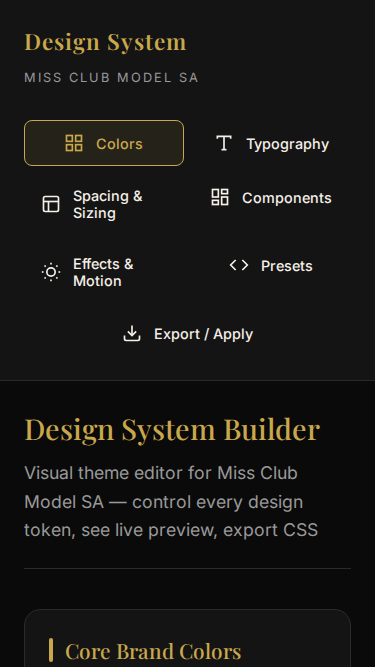 Design System
MISS CLUB MODEL SA
Colors
Typography
Spacing &
Sizing
Components
Effects &
Motion
Presets
Export / Apply
Design System Builder
Visual theme editor for Miss Club
Model SA — control every design
token, see live preview, export CSS
Core Brand Colors